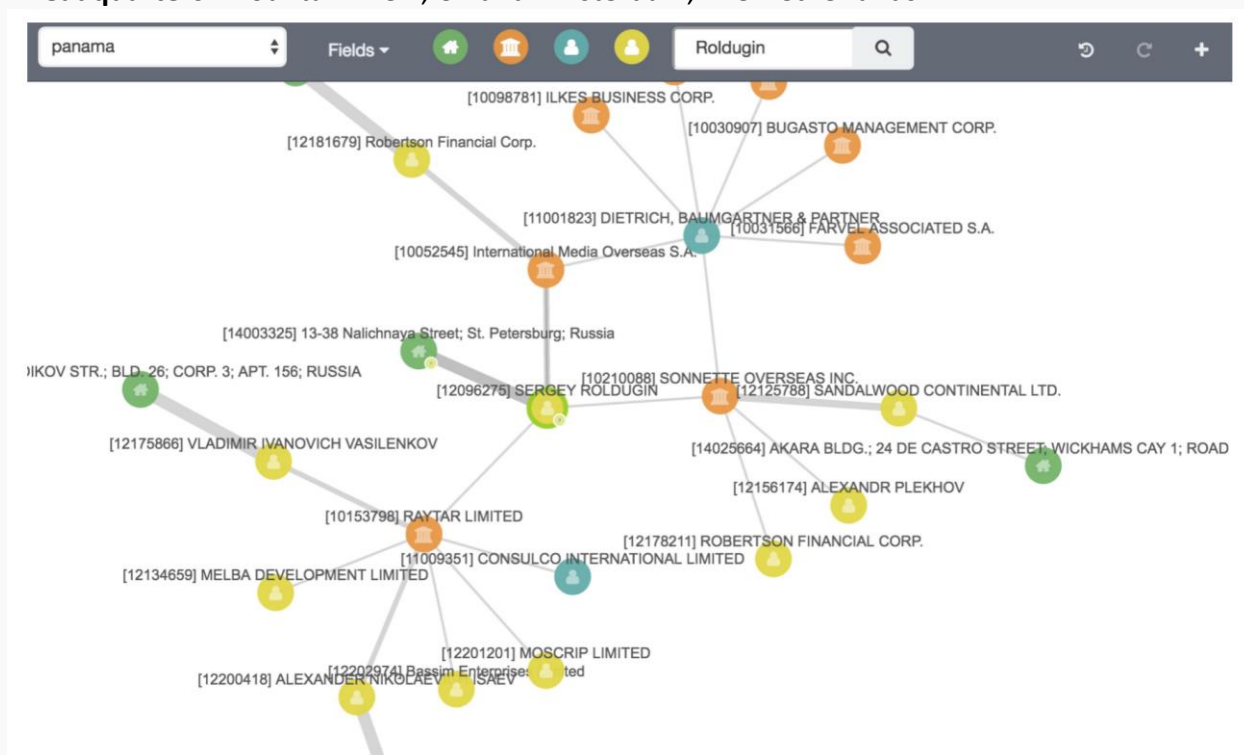 panama
Fields
Roldugin
[10098781] ILKES BUSINESS CORP.
[10030907] BUGASTO MANAGEMENT CORP.
[12181679] Robertson Financial Corp.
[11001823] DIETRICH, BAUMGARTNER & PARTNER
[10031566] FARVEL ASSOCIATED S.A.
[10052545] International Media Overseas S.A.
[14003325] 13-38 Nalichnaya Street; St. Petersburg; Russia
STR.; BLD. 26; CORP. 3; APT. 156; RUSSIA
[10210088] SONNETTE OVERSEAS INC.
[12096275] SERGEY ROLDUGIN
[12125788] SANDALWOOD CONTINENTAL LTD.
[12175866] VLADIMIR IVANOVICH VASILENKOV
[14025664] AKARA BLDG.; 24 DE CASTRO STREET; WICKHAMS CAY 1; ROAD
[12156174] ALEXANDR PLEKHOV
[10153798] RAYTAR LIMITED
[12178211] ROBERTSON FINANCIAL CORP.
[11009351] CONSULCO INTERNATIONAL LIMITED
[12134659] MELBA DEVELOPMENT LIMITED
[12201201] MOSCRIP LIMITED
[12202974] Bassim
[12200418] ALEXANDER